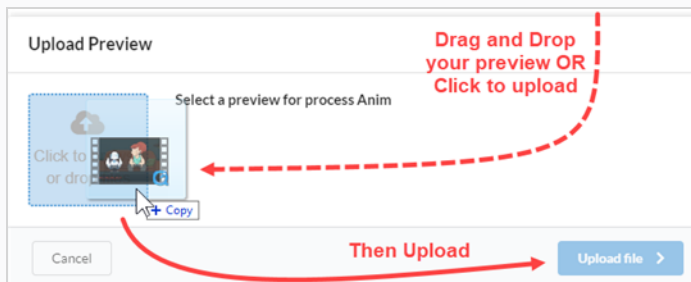 Upload Preview
Drag and Drop
your preview OR
Click to upload
Select a preview for process Anim
Click to
or dro
+ Copy
Then Upload
Cancel
Upload file